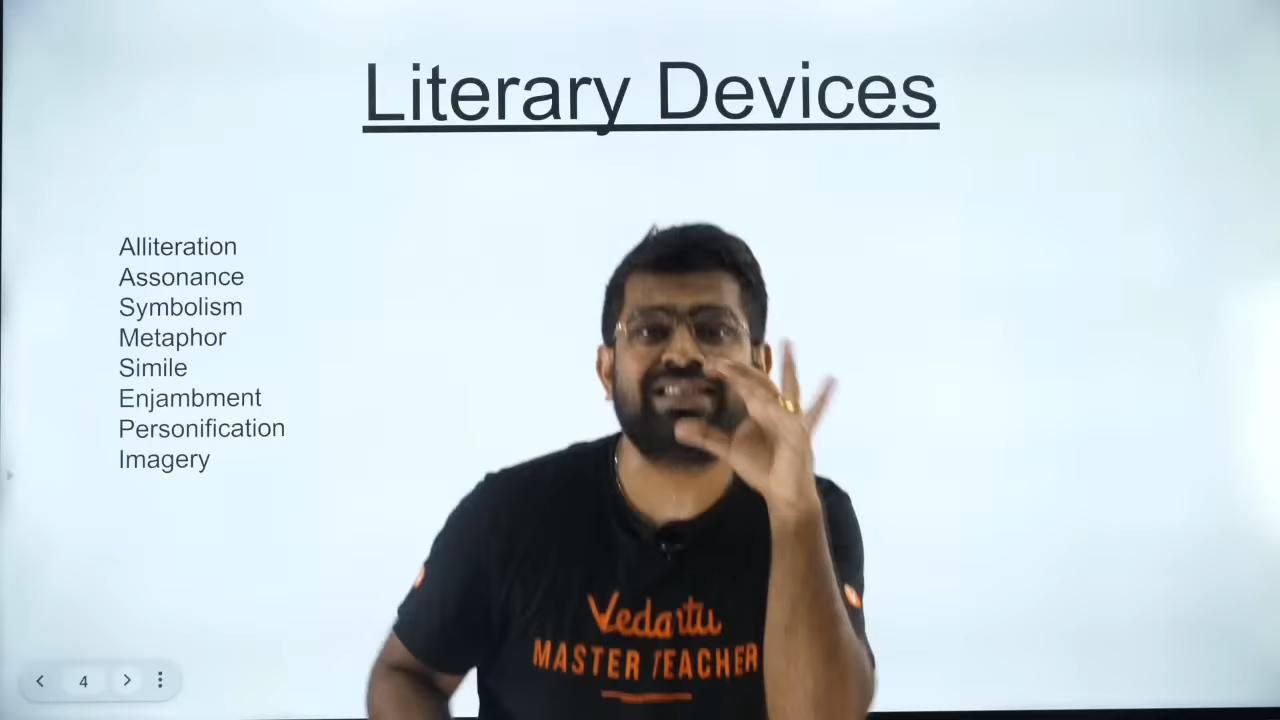 Literary Devices
Alliteration
Assonance
Symbolism
Metaphor
Simile
Enjambment
Personification
Imagery
Vedantu
MASTER TEACHER
4